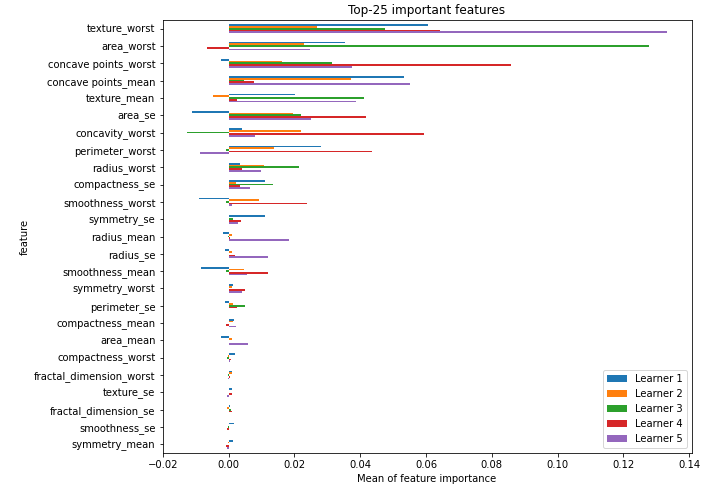 Top-25 important features
texture_worst
area_worst
concave points_worst
concave points_mean
texture_mean
area_se
concavity_worst
perimeter_worst
radius_worst
compactness_se
smoothness_worst
symmetry_se
radius_mean
radius_se
smoothness_mean
symmetry_worst
perimeter_se
compactness_mean
area_mean
compactness_worst
fractal_dimension_worst
texture_se
fractal_dimension_se
smoothness_se
symmetry_mean
feature
Learner 1
Learner 2
Learner 3
Learner 4
Learner 5
−0.02 0.00 0.02 0.04 0.06 0.08 0.10 0.12 0.14
Mean of feature importance